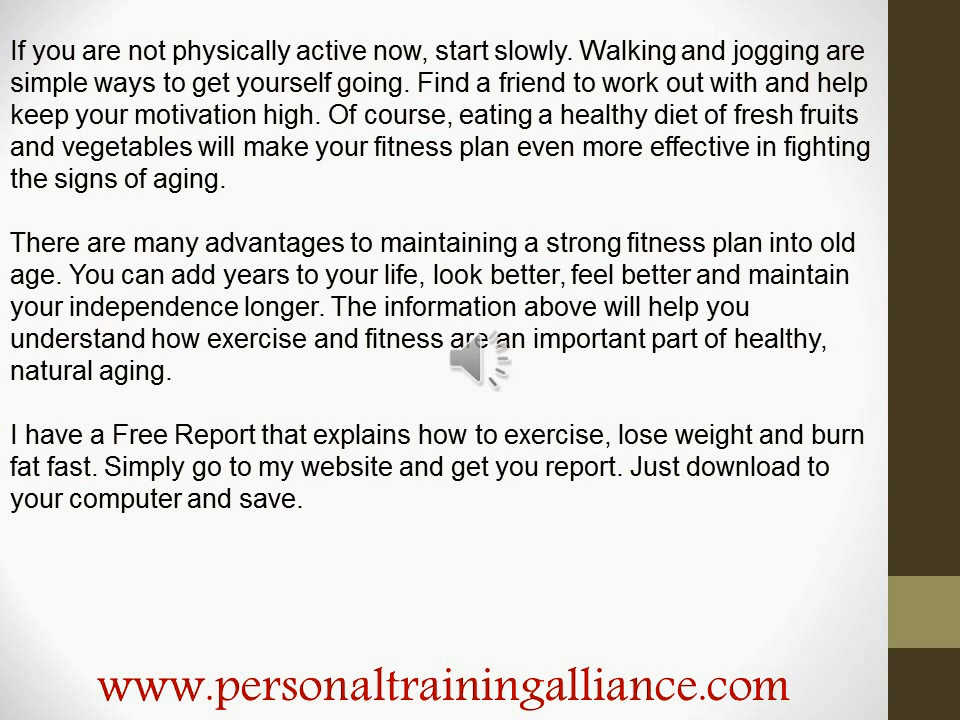 If you are not physically active now, start slowly. Walking and jogging are
simple ways to get yourself going. Find a friend to work out with and help
keep your motivation high. Of course, eating a healthy diet of fresh fruits
and vegetables will make your fitness plan even more effective in fighting
the signs of aging.
There are many advantages to maintaining a strong fitness plan into old
age. You can add years to your life, look better, feel better and maintain
your independence longer. The information above will help you
understand how exercise and fitness are an important part of healthy,
natural aging.
I have a Free Report that explains how to exercise, lose weight and burn
fat fast. Simply go to my website and get you report. Just download to
your computer and save.
www.personaltrainingalliance.com